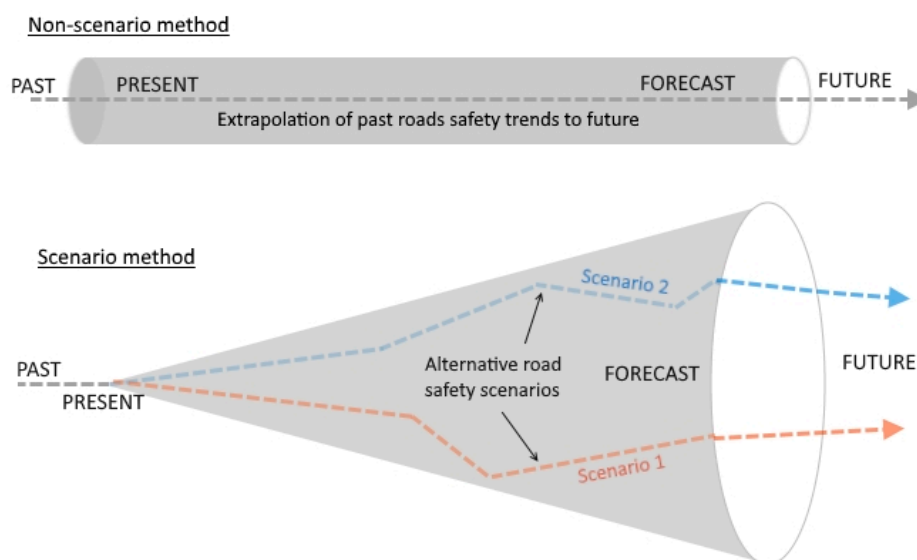 Non-scenario method
PAST
PRESENT
FORECAST
FUTURE
Extrapolation of past roads safety trends to future
Scenario method
Scenario 2
Alternative road
safety scenarios
PAST
PRESENT
FORECAST
FUTURE
Scenario 1